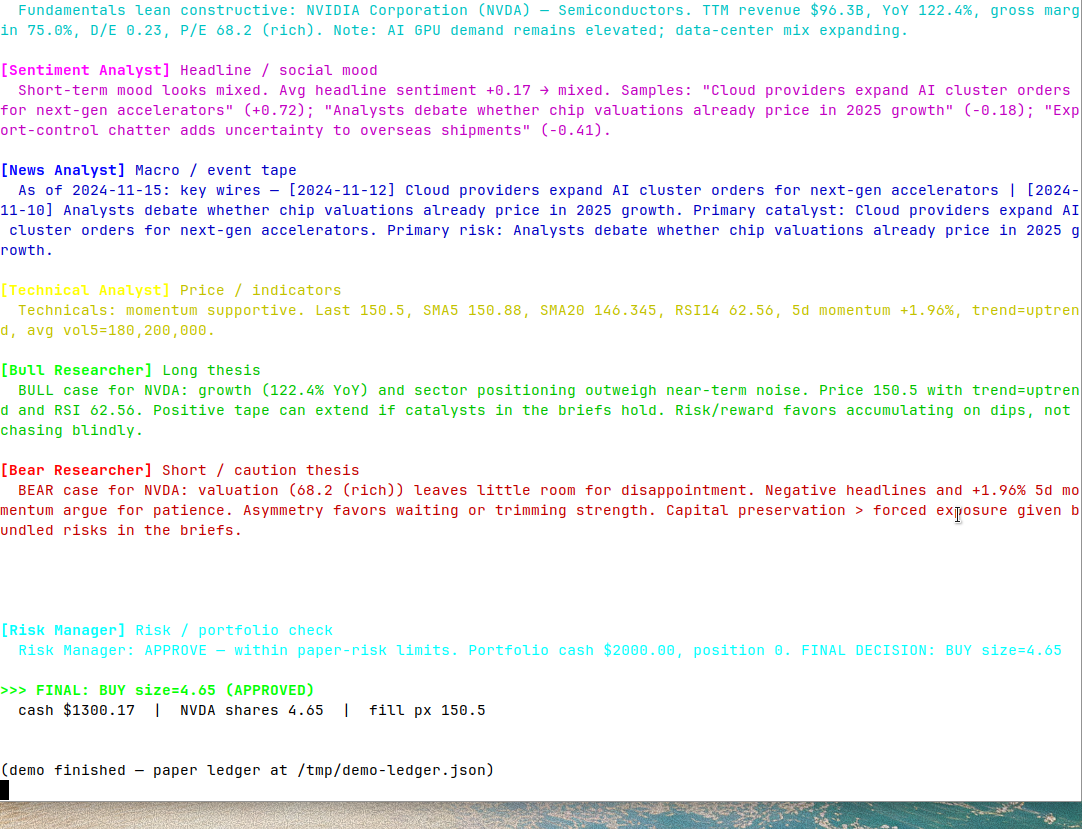 Fundamentals lean constructive: NVIDIA Corporation (NVDA) — Semiconductors. TTM revenue $96.3B, YoY 122.4%, gross marg
in 75.0%, D/E 0.23, P/E 68.2 (rich). Note: AI GPU demand remains elevated; data-center mix expanding.
[Sentiment Analyst] Headline / social mood
Short-term mood looks mixed. Avg headline sentiment +0.17 → mixed. Samples: "Cloud providers expand AI cluster orders
for next-gen accelerators" (+0.72); "Analysts debate whether chip valuations already price in 2025 growth" (-0.18); "Exp
ort-control chatter adds uncertainty to overseas shipments" (-0.41).
[News Analyst] Macro / event tape
As of 2024-11-15: key wires — [2024-11-12] Cloud providers expand AI cluster orders for next-gen accelerators | [2024-
11-10] Analysts debate whether chip valuations already price in 2025 growth. Primary catalyst: Cloud providers expand AI
cluster orders for next-gen accelerators. Primary risk: Analysts debate whether chip valuations already price in 2025 g
rowth.
[Technical Analyst] Price / indicators
Technicals: momentum supportive. Last 150.5, SMA5 150.88, SMA20 146.345, RSI14 62.56, 5d momentum +1.96%, trend=uptren
d, avg vol5=180,200,000.
[Bull Researcher] Long thesis
BULL case for NVDA: growth (122.4% YoY) and sector positioning outweigh near-term noise. Price 150.5 with trend=uptren
d and RSI 62.56. Positive tape can extend if catalysts in the briefs hold. Risk/reward favors accumulating on dips, not
chasing blindly.
[Bear Researcher] Short / caution thesis
BEAR case for NVDA: valuation (68.2 (rich)) leaves little room for disappointment. Negative headlines and +1.96% 5d mo
mentum argue for patience. Asymmetry favors waiting or trimming strength. Capital preservation > forced exposure given b
undled risks in the briefs.
[Risk Manager] Risk / portfolio check
Risk Manager: APPROVE — within paper-risk limits. Portfolio cash $2000.00, position 0. FINAL DECISION: BUY size=4.65
>>> FINAL: BUY size=4.65 (APPROVED)
cash $1300.17 | NVDA shares 4.65 | fill px 150.5
(demo finished — paper ledger at /tmp/demo-ledger.json)